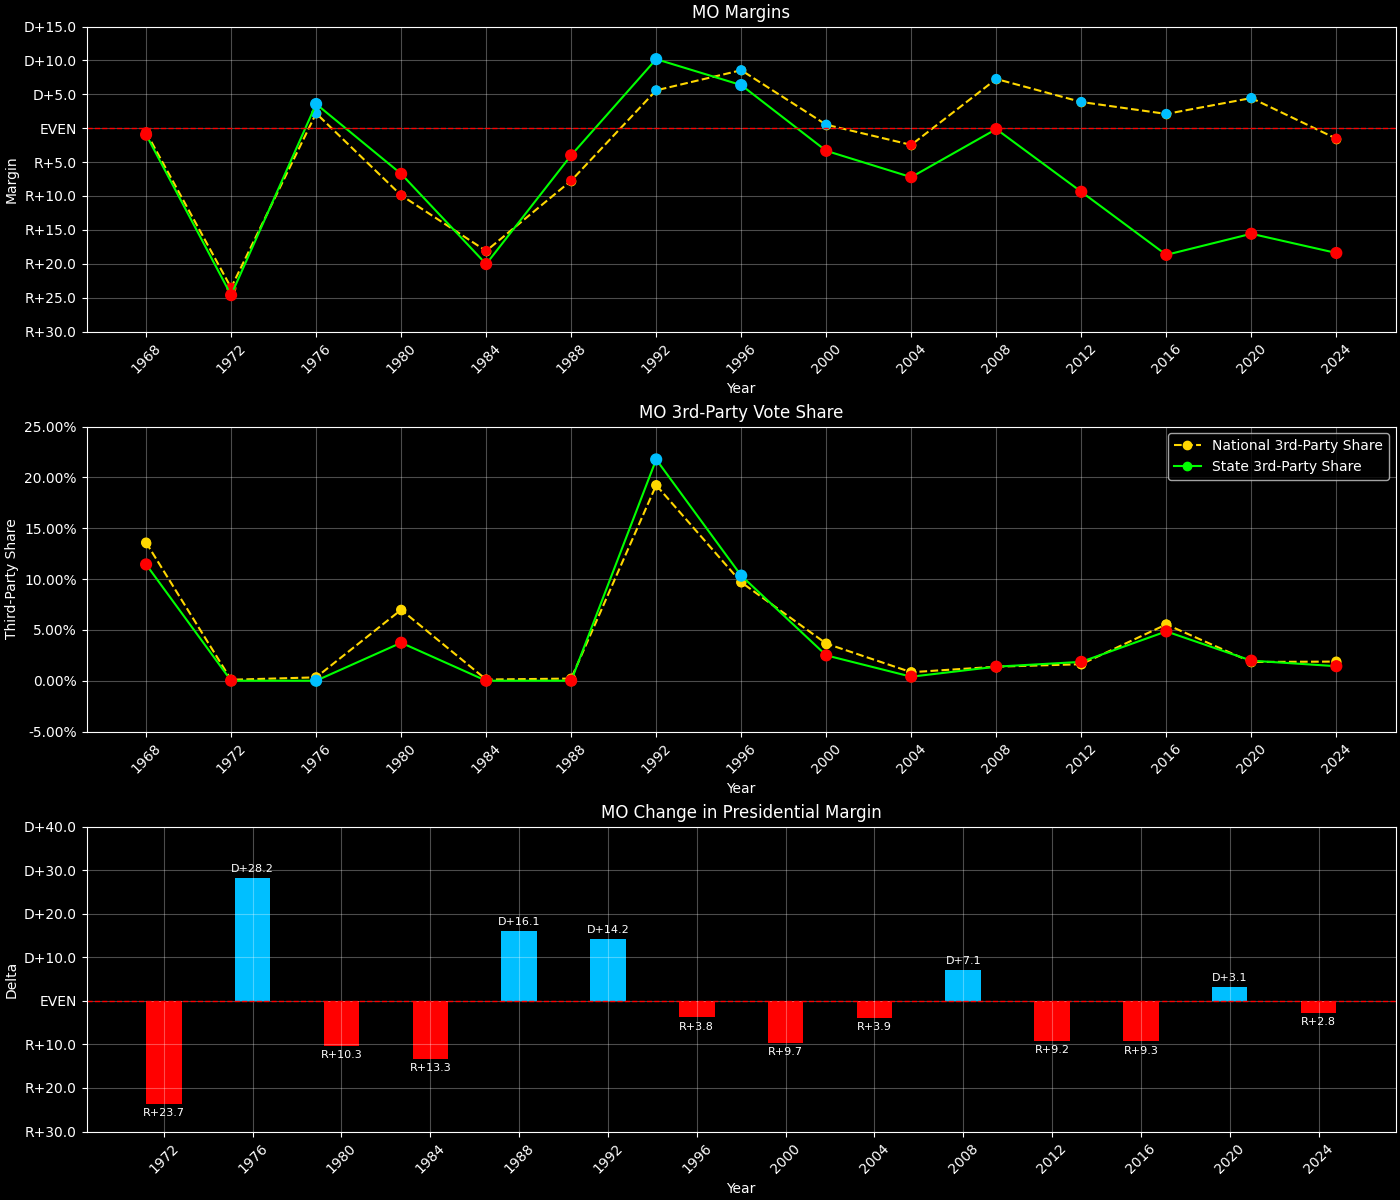 MO Margins
Margin
D+15.0
D+10.0
D+5.0
EVEN
R+5.0
R+10.0
R+15.0
R+20.0
R+25.0
R+30.0
1968 1972 1976 1980 1984 1988 1992 1996 2000 2004 2008 2012 2016 2020 2024
Year
MO 3rd-Party Vote Share
Third-Party Share
25.00%
20.00%
15.00%
10.00%
5.00%
0.00%
-5.00%
National 3rd-Party Share
State 3rd-Party Share
1968 1972 1976 1980 1984 1988 1992 1996 2000 2004 2008 2012 2016 2020 2024
Year
MO Change in Presidential Margin
Delta
D+40.0
D+30.0
D+20.0
D+10.0
EVEN
R+10.0
R+20.0
R+30.0
R+23.7
D+28.2
R+10.3
R+13.3
D+16.1
D+14.2
R+3.8
R+9.7
R+3.9
D+7.1
R+9.2
R+9.3
D+3.1
R+2.8
1972 1976 1980 1984 1988 1992 1996 2000 2004 2008 2012 2016 2020 2024
Year